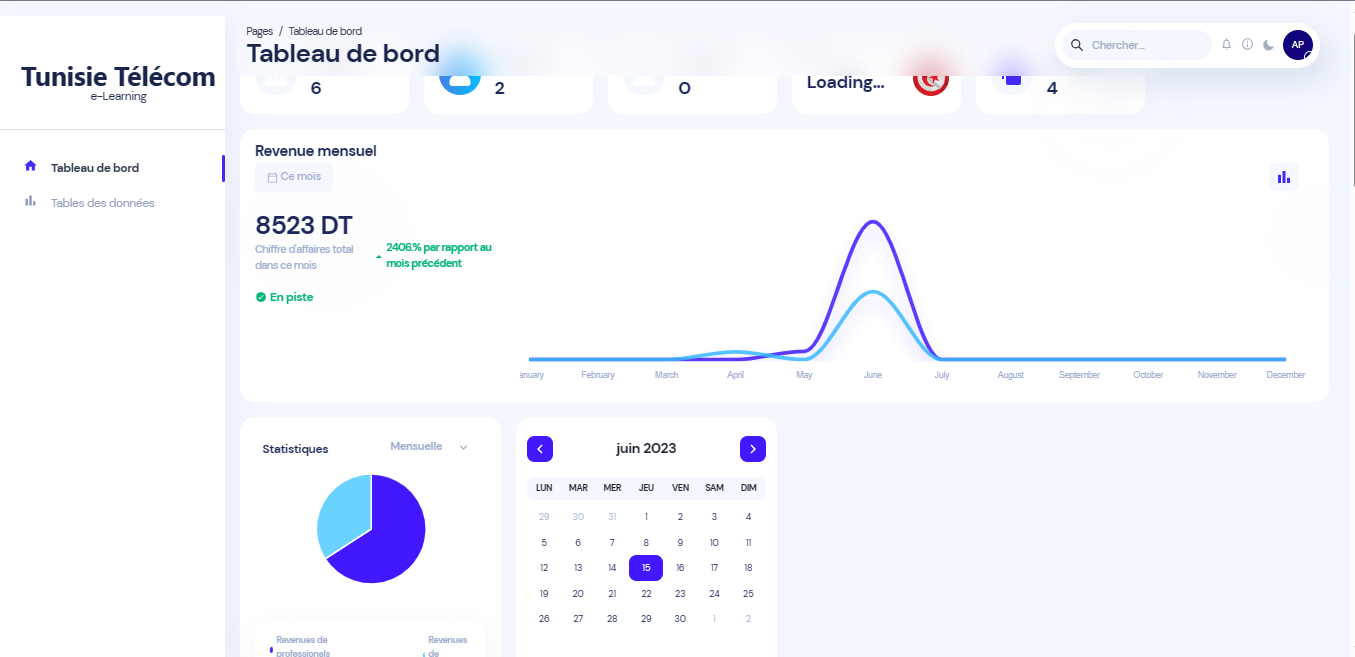 Pages / Tableau de bord
Tableau de bord
Chercher...
AP
Tunisie Télécom
e-Learning
Tableau de bord
Tables des données
6
2
0
Loading...
4
Revenue mensuel
Ce mois
8523 DT
Chiffre d'affaires total
dans ce mois
2406.% par rapport au
mois précédent
En piste
anuary February March April May June July August September October November December
Statistiques
Mensuelle
Revenues de
professionels
Revenues
de
juin 2023
LUN MAR MER JEU VEN SAM DIM
29 30 31 1 2 3 4
5 6 7 8 9 10 11
12 13 14 15 16 17 18
19 20 21 22 23 24 25
26 27 28 29 30 1 2